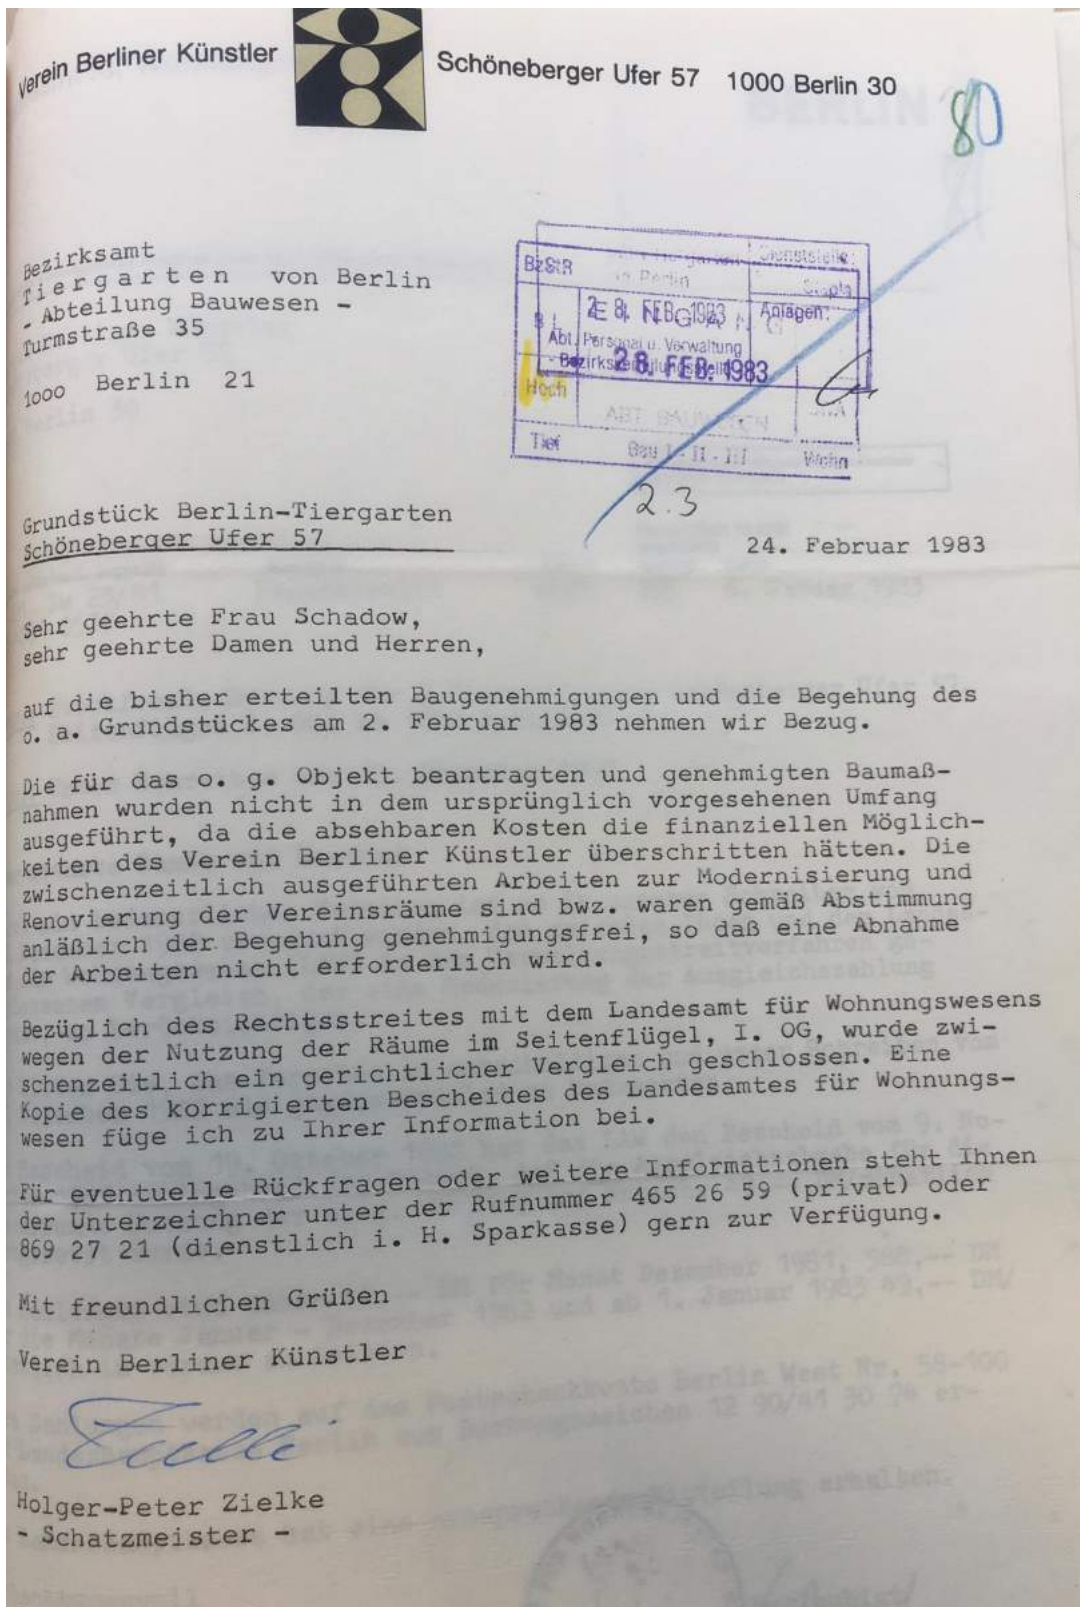 Verein Berliner Künstler
Schöneberger Ufer 57 1000 Berlin 30
80
Bezirksamt
Tiergarten von Berlin
- Abteilung Bauwesen -
Turmstraße 35
1000 Berlin 21
BzStR
Dienststelle:
28. FEB. 1983
EINGANG
Anlagen:
Abt. Personal u. Verwaltung
28. FEB. 1983
Hoch
ABT. BAUWESEN
Tief Bau I - II - III Wohn
2.3
Grundstück Berlin-Tiergarten
Schöneberger Ufer 57
24. Februar 1983
Sehr geehrte Frau Schadow,
sehr geehrte Damen und Herren,
auf die bisher erteilten Baugenehmigungen und die Begehung des
o. a. Grundstückes am 2. Februar 1983 nehmen wir Bezug.
Die für das o. g. Objekt beantragten und genehmigten Baumaß-
nahmen wurden nicht in dem ursprünglich vorgesehenen Umfang
ausgeführt, da die absehbaren Kosten die finanziellen Möglich-
keiten des Verein Berliner Künstler überschritten hätten. Die
zwischenzeitlich ausgeführten Arbeiten zur Modernisierung und
Renovierung der Vereinsräume sind bwz. waren gemäß Abstimmung
anläßlich der Begehung genehmigungsfrei, so daß eine Abnahme
der Arbeiten nicht erforderlich wird.
Bezüglich des Rechtsstreites mit dem Landesamt für Wohnungswesens
wegen der Nutzung der Räume im Seitenflügel, I. OG, wurde zwi-
schenzeitlich ein gerichtlicher Vergleich geschlossen. Eine
Kopie des korrigierten Bescheides des Landesamtes für Wohnungs-
wesen füge ich zu Ihrer Information bei.
Für eventuelle Rückfragen oder weitere Informationen steht Ihnen
der Unterzeichner unter der Rufnummer 465 26 59 (privat) oder
869 27 21 (dienstlich i. H. Sparkasse) gern zur Verfügung.
Mit freundlichen Grüßen
Verein Berliner Künstler
Holger-Peter Zielke
- Schatzmeister -